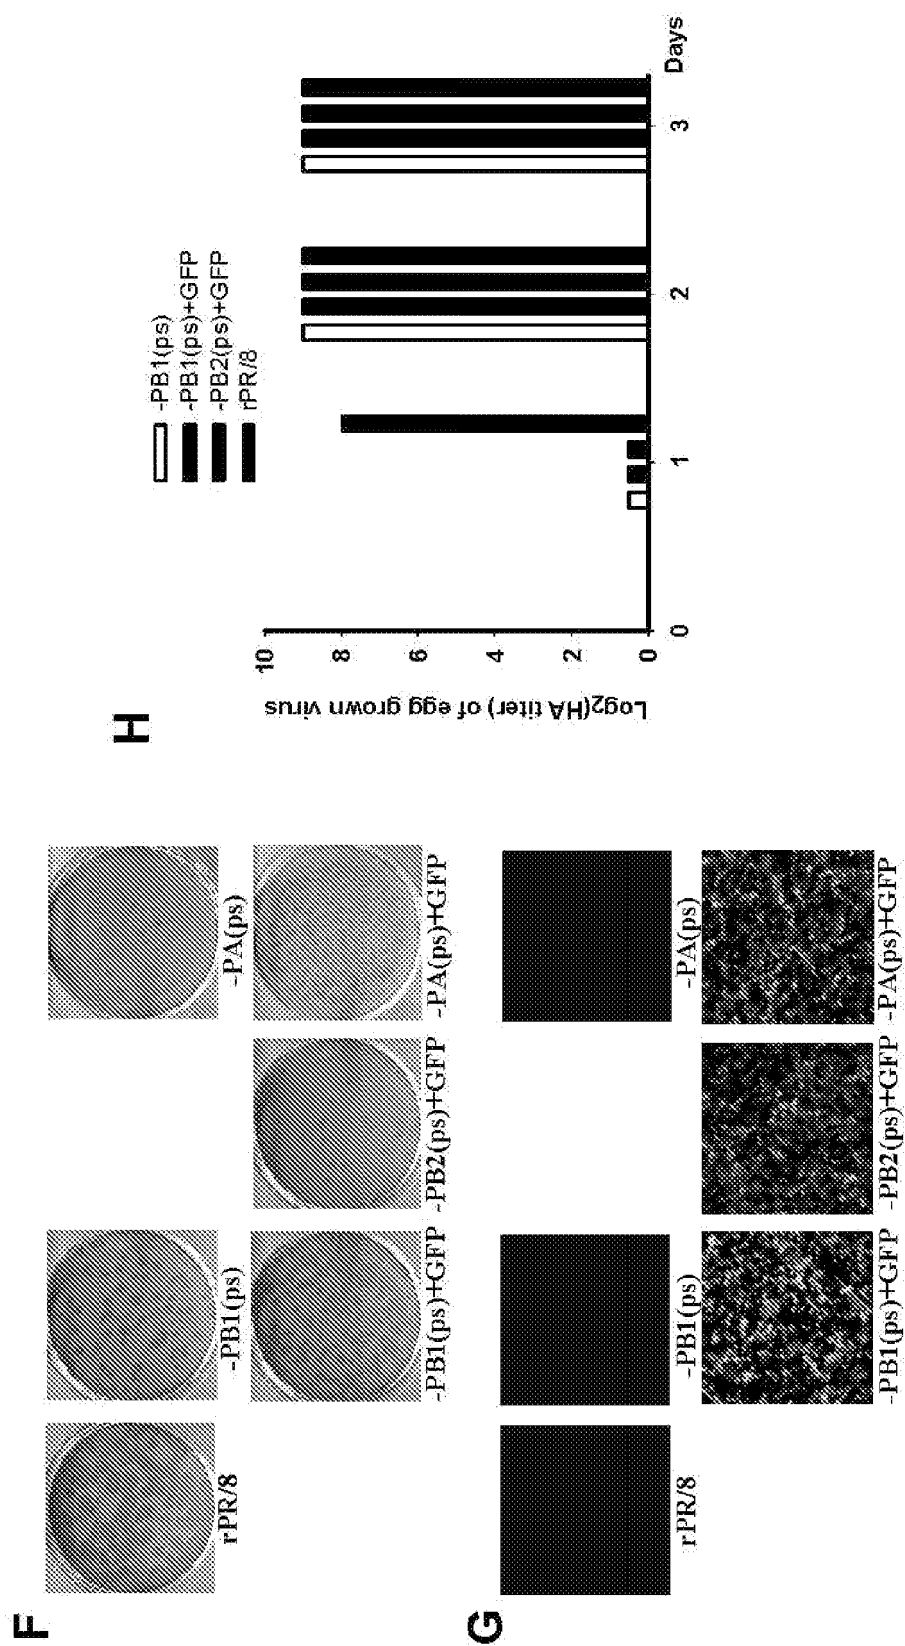 F
rPR/8
-PB1(ps)
-PA(ps)
-PB1(ps)+GFP
-PB2(ps)+GFP
-PA(ps)+GFP
G
rPR/8
-PB1(ps)
-PA(ps)
-PB1(ps)+GFP
-PB2(ps)+GFP
-PA(ps)+GFP
H
-PB1(ps)
-PB1(ps)+GFP
-PB2(ps)+GFP
rPR/8
Log₂(HA titer) of egg grown virus
10
8
6
4
2
0
0 1 2 3 Days